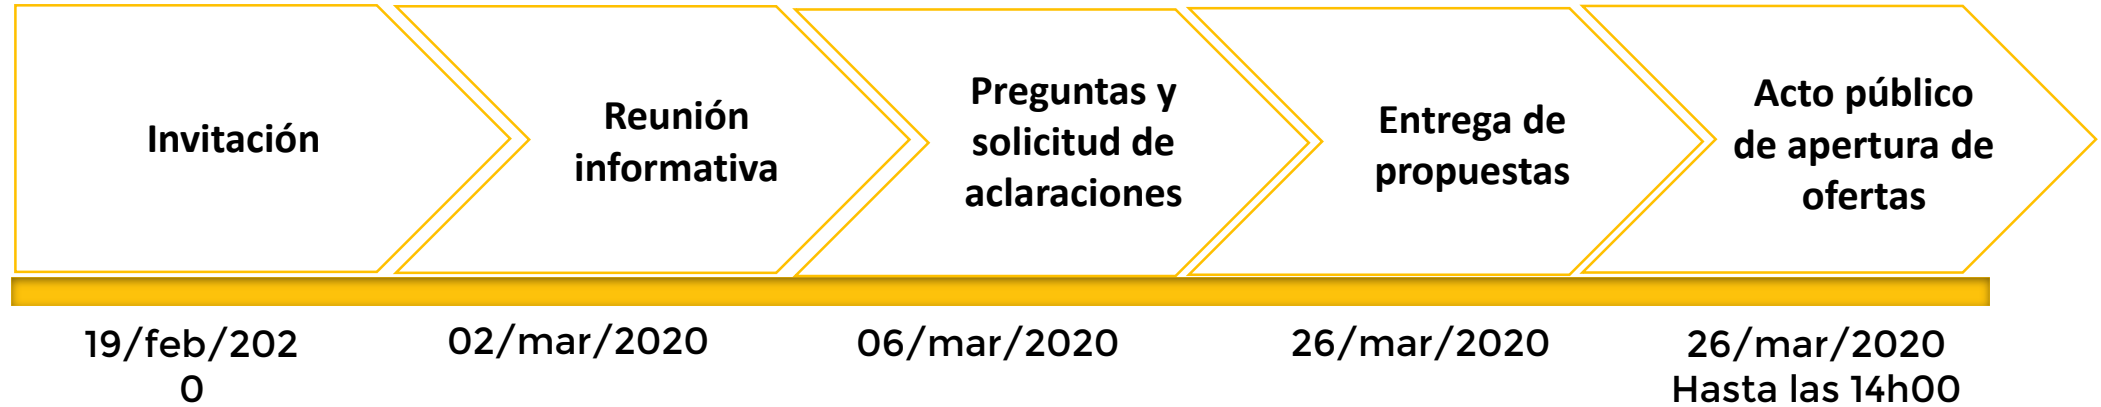 Invitación
Reunión
informativa
Preguntas y
solicitud de
aclaraciones
Entrega de
propuestas
Acto público
de apertura de
ofertas
19/feb/202
0
02/mar/2020
06/mar/2020
26/mar/2020
26/mar/2020
Hasta las 14h00